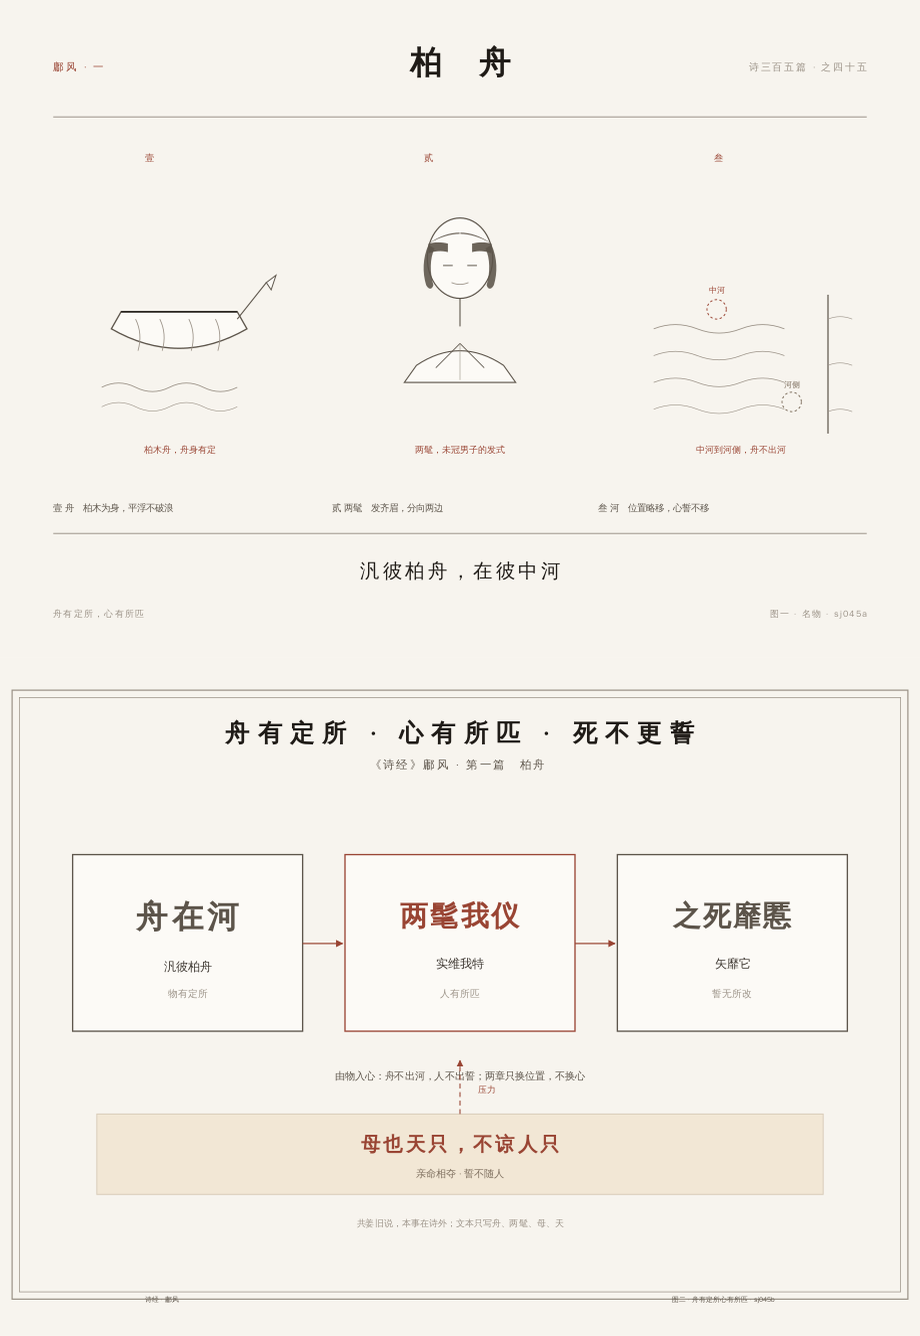 鄘风 · 一
柏 舟
诗三百五篇 · 之四十五
壹
贰
叁
中河
河侧
柏木舟，舟身有定
两髦，未冠男子的发式
中河到河侧，舟不出河
壹 舟 柏木为身，平浮不破浪
贰 两髦 发齐眉，分向两边
叁 河 位置略移，心誓不移
汎彼柏舟，在彼中河
舟有定所，心有所匹
图一 · 名物 · sj045a
舟有定所 · 心有所匹 · 死不更誓
《诗经》鄘风 · 第一篇 柏舟
舟在河
汎彼柏舟
物有定所
两髦我仪
实维我特
人有所匹
之死靡慝
矢靡它
誓无所改
由物入心：舟不出河，人不出誓；两章只换位置，不换心
压力
母也天只，不谅人只
亲命相夺 · 誓不随人
共姜旧说，本事在诗外；文本只写舟、两髦、母、天
诗经 · 鄘风
图二 · 舟有定所心有所匹 · sj045b